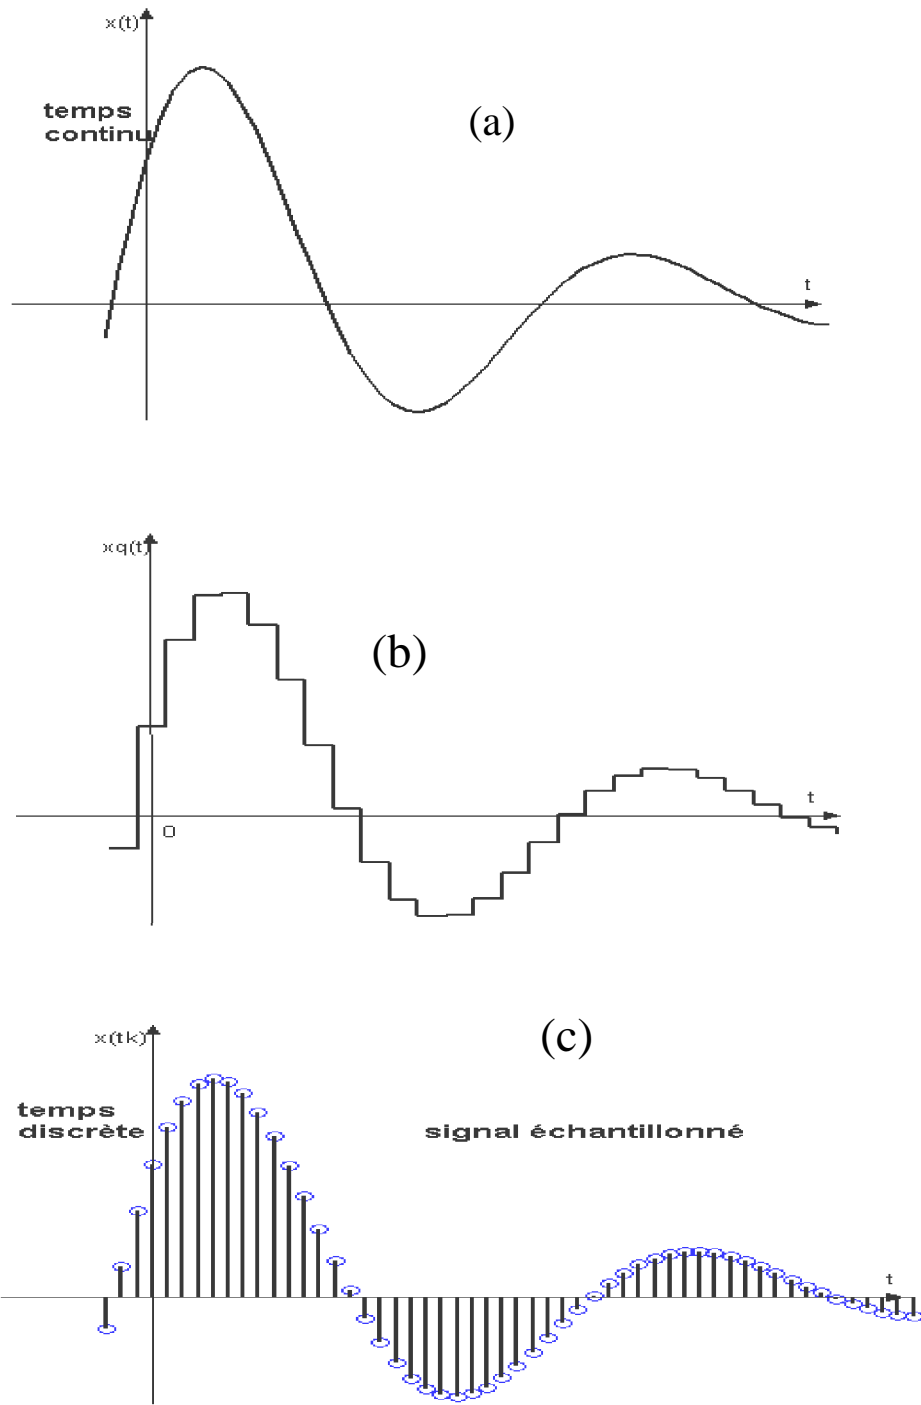 x(t)
temps
continu
(a)
t
xq(t)
(b)
t
0
x(tk)
(c)
temps
discrète
signal échantillonné
t